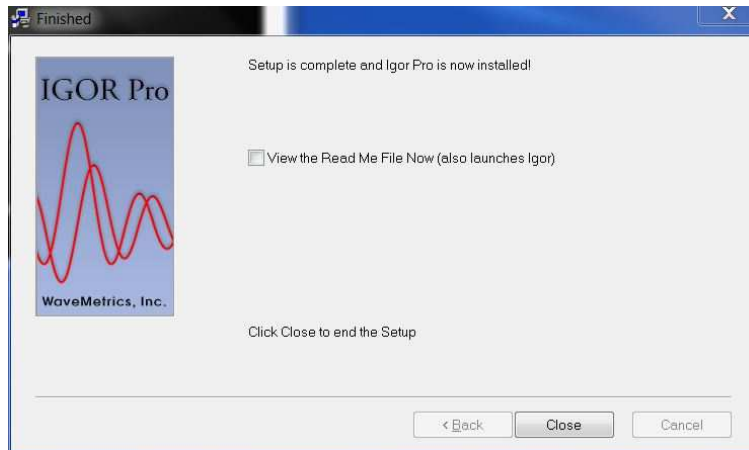 Finished
X
IGOR Pro
WaveMetrics, Inc.
Setup is complete and Igor Pro is now installed!
View the Read Me File Now (also launches Igor)
Click Close to end the Setup
< Back
Close
Cancel